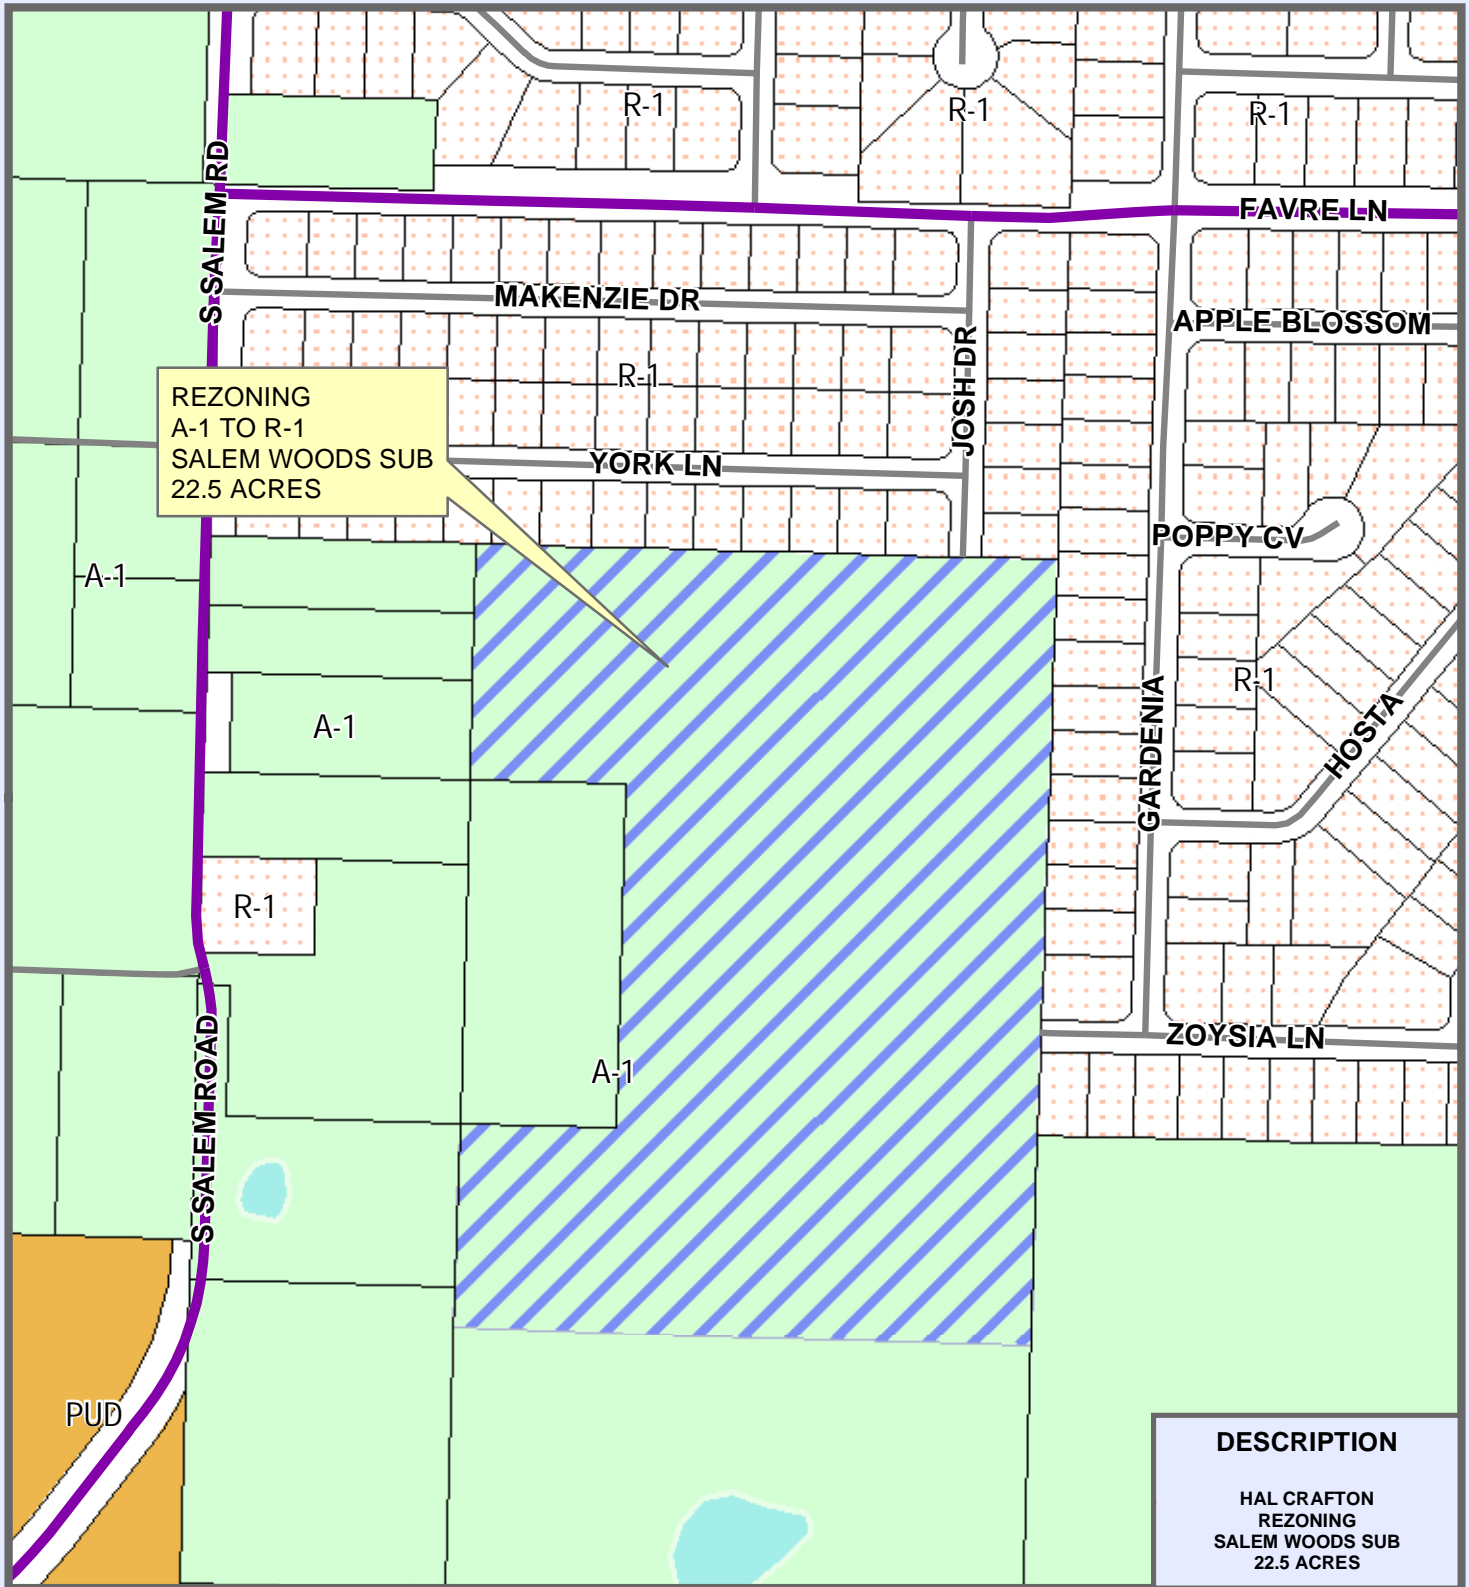 R-1
R-1
R-1
S SALEM RD
FAVRE LN
MAKENZIE DR
APPLE BLOSSOM
JOSH DR
R-1
REZONING
A-1 TO R-1
SALEM WOODS SUB
22.5 ACRES
YORK LN
POPPY CV
A-1
R-1
HOSTA
GARDENIA
A-1
R-1
ZOYSIA LN
A-1
S SALEM ROAD
PUD
DESCRIPTION
HAL CRAFTON
REZONING
SALEM WOODS SUB
22.5 ACRES